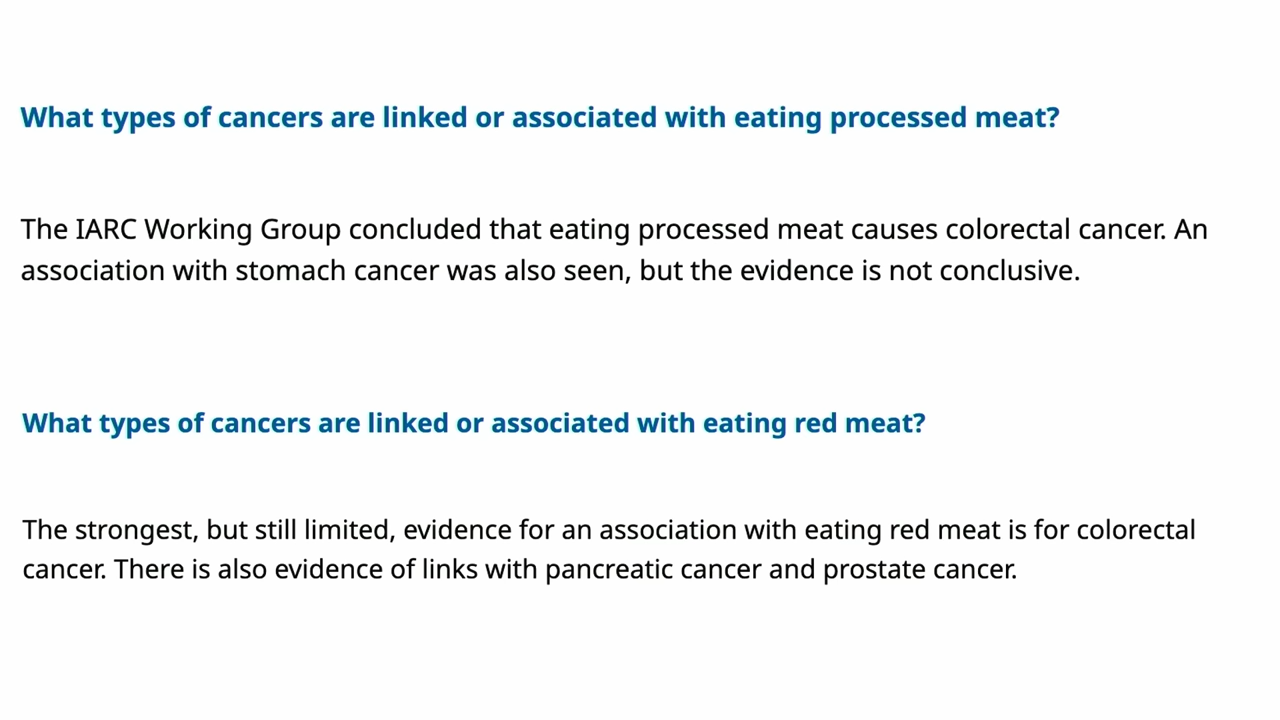 What types of cancers are linked or associated with eating processed meat?
The IARC Working Group concluded that eating processed meat causes colorectal cancer. An
association with stomach cancer was also seen, but the evidence is not conclusive.
What types of cancers are linked or associated with eating red meat?
The strongest, but still limited, evidence for an association with eating red meat is for colorectal
cancer. There is also evidence of links with pancreatic cancer and prostate cancer.